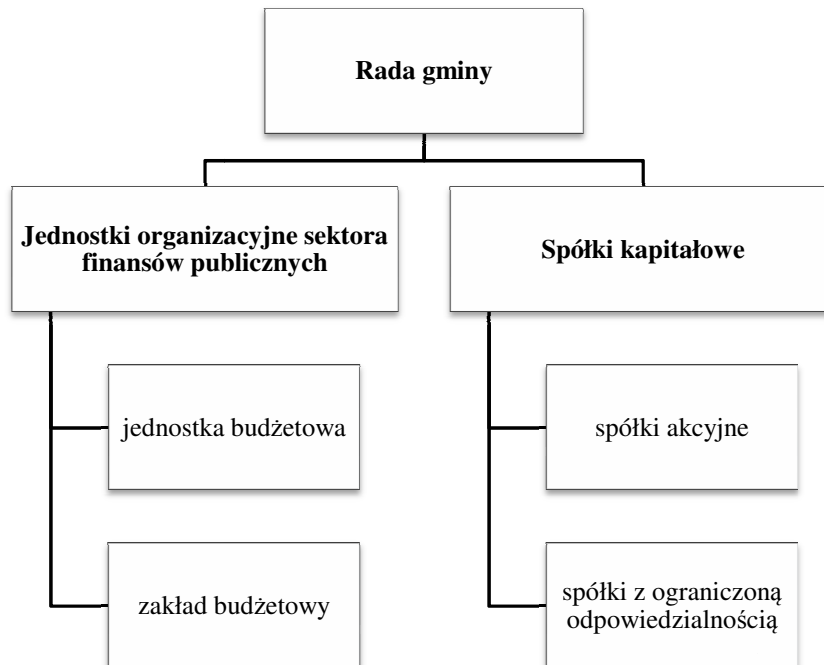 Rada gminy
Jednostki organizacyjne sektora
finansów publicznych
Spółki kapitałowe
jednostka budżetowa
spółki akcyjne
zakład budżetowy
spółki z ograniczoną
odpowiedzialnością